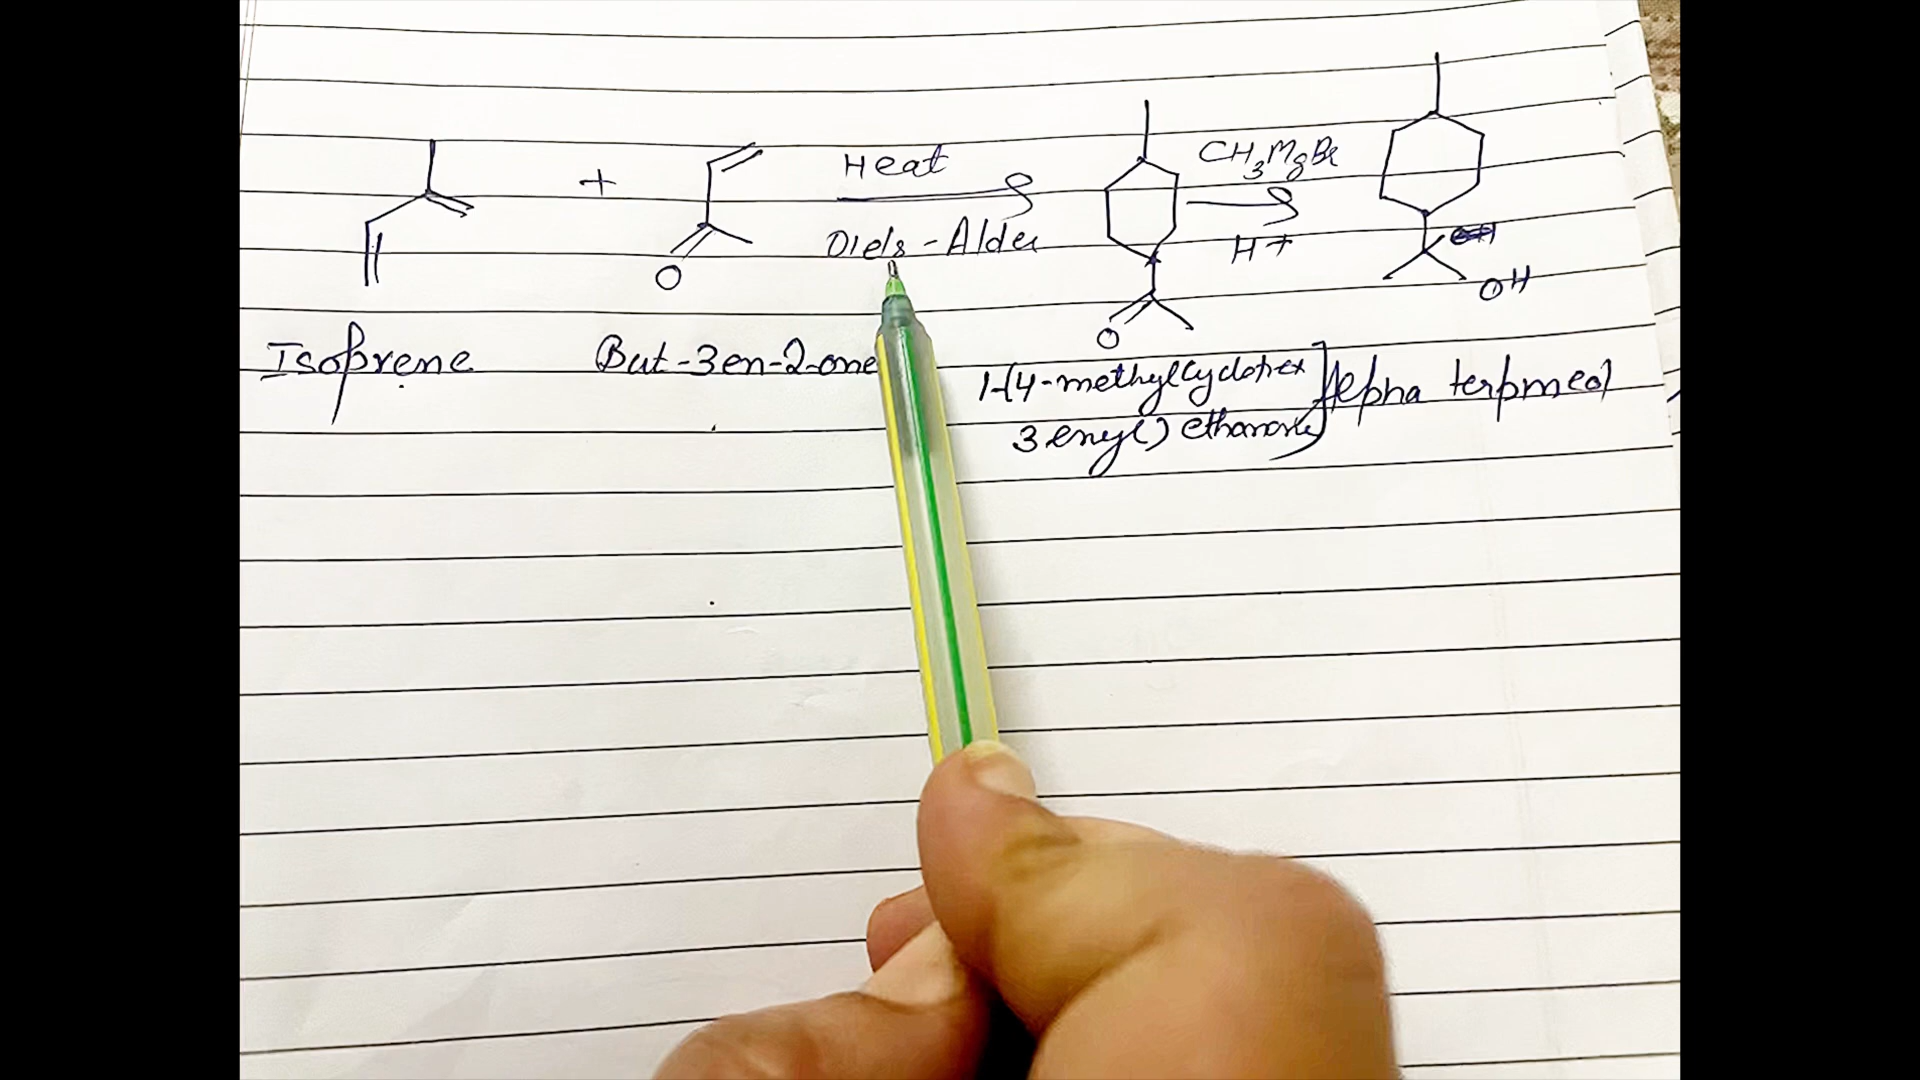 +
Heat
Diels-Alder
CH3MgBr
H+
O
O
OH
Isoprene
But-3en-2-one
1-(4-methylcyclohex
3 enyl) ethanone
Alpha terpineol